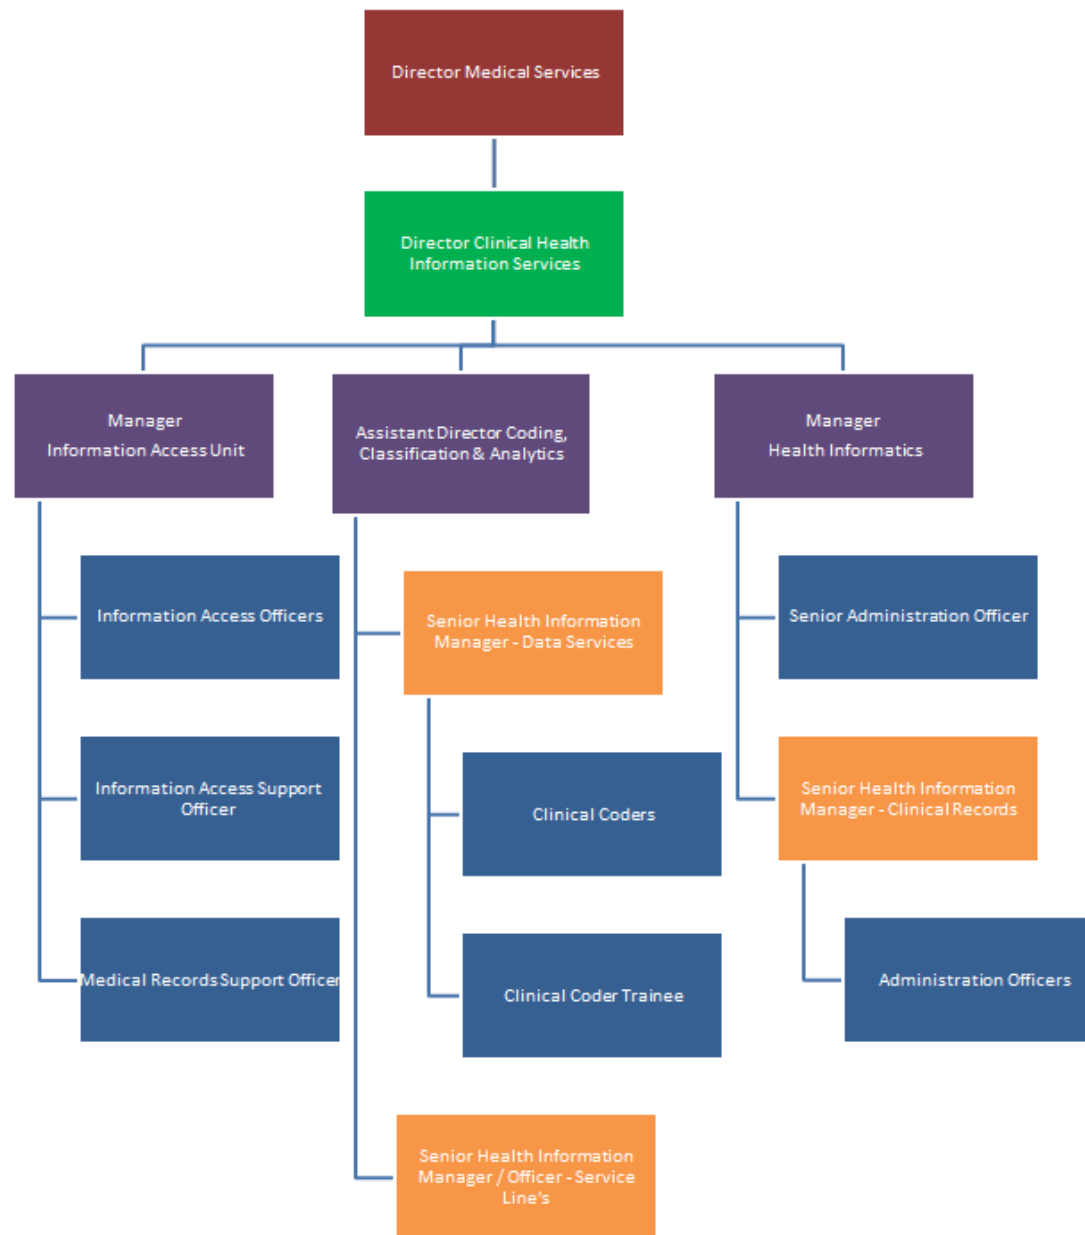 Director Medical Services
Director Clinical Health
Information Services
Manager
Information Access Unit
Assistant Director Coding,
Classification & Analytics
Manager
Health Informatics
Information Access Officers
Senior Health Information
Manager - Data Services
Senior Administration Officer
Information Access Support
Officer
Clinical Coders
Senior Health Information
Manager - Clinical Records
Medical Records Support Officer
Clinical Coder Trainee
Administration Officers
Senior Health Information
Manager / Officer - Service
Line's